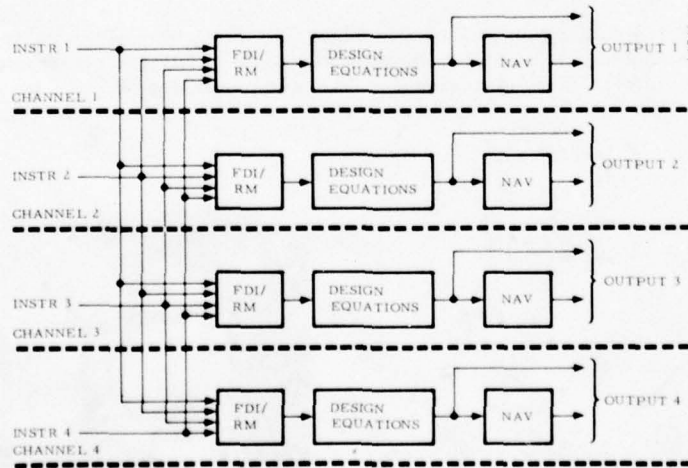 INSTR 1
FDI/
RM
DESIGN
EQUATIONS
NAV
OUTPUT 1
CHANNEL 1
INSTR 2
FDI/
RM
DESIGN
EQUATIONS
NAV
OUTPUT 2
CHANNEL 2
INSTR 3
FDI/
RM
DESIGN
EQUATIONS
NAV
OUTPUT 3
CHANNEL 3
INSTR 4
FDI/
RM
DESIGN
EQUATIONS
NAV
OUTPUT 4
CHANNEL 4